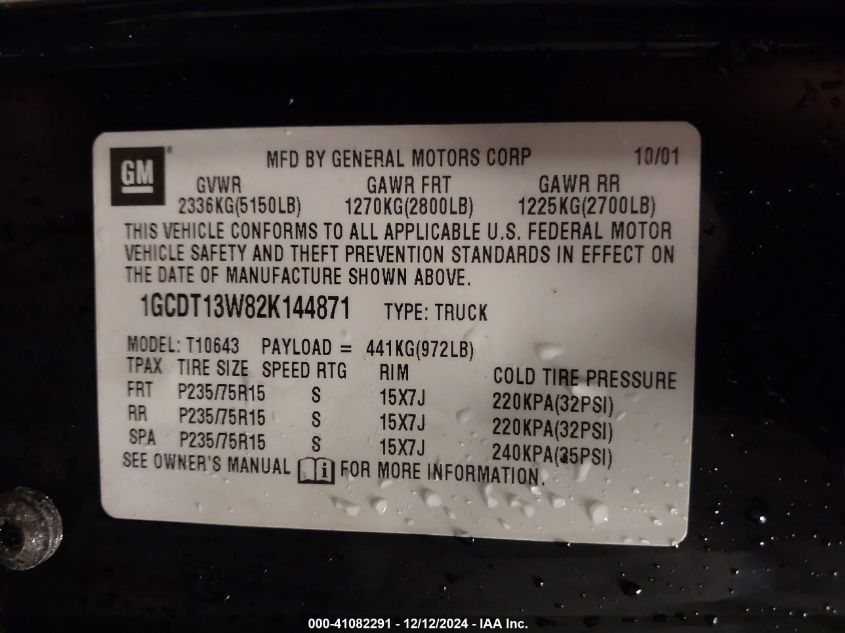 GM ® MFD BY GENERAL MOTORS CORP 10/01
GVWR GAWR FRT GAWR RR
2336KG(5150LB) 1270KG(2800LB) 1225KG(2700LB)
THIS VEHICLE CONFORMS TO ALL APPLICABLE U.S. FEDERAL MOTOR
VEHICLE SAFETY AND THEFT PREVENTION STANDARDS IN EFFECT ON
THE DATE OF MANUFACTURE SHOWN ABOVE.
1GCDT13W82K144871 TYPE: TRUCK
MODEL: T10643 PAYLOAD = 441KG(972LB)
TPAX TIRE SIZE SPEED RTG RIM COLD TIRE PRESSURE
FRT P235/75R15 S 15X7J 220KPA(32PSI)
RR P235/75R15 S 15X7J 220KPA(32PSI)
SPA P235/75R15 S 15X7J 240KPA(35PSI)
SEE OWNER'S MANUAL i FOR MORE INFORMATION.
000-41082291 - 12/12/2024 - IAA Inc.